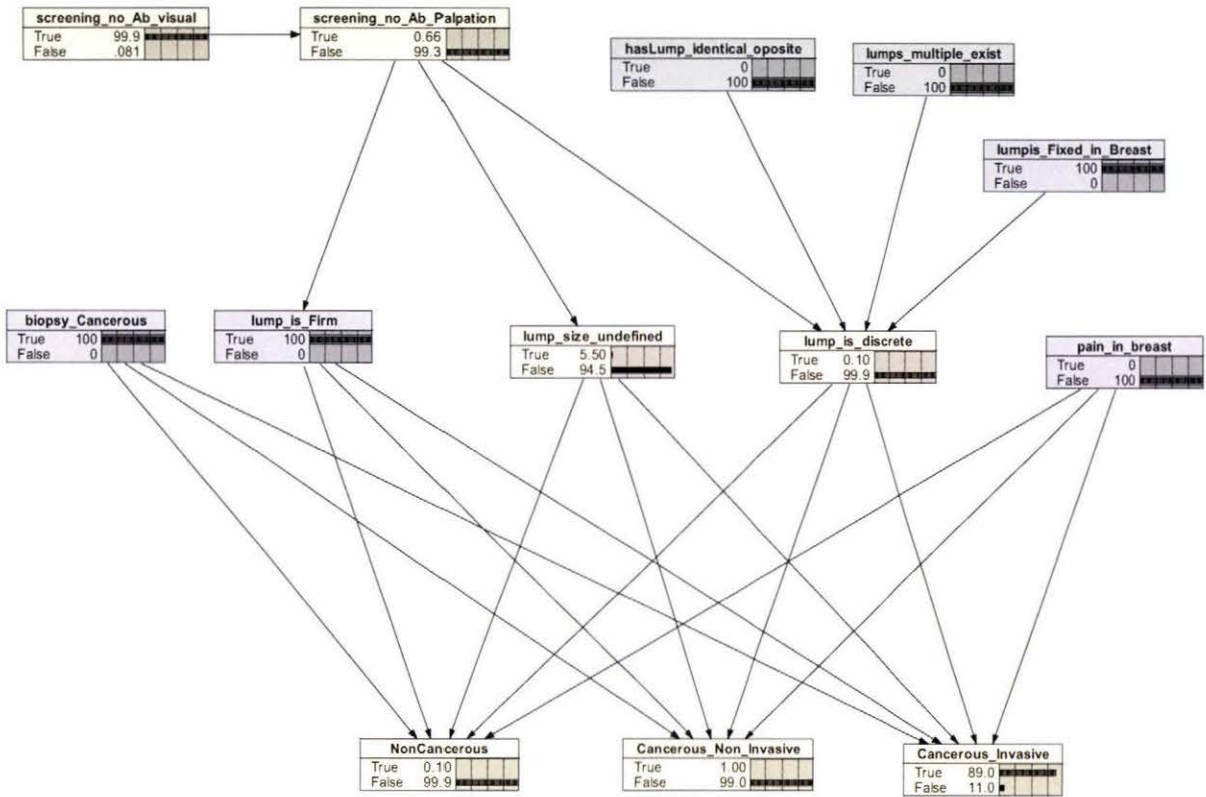 screening_no_Ab_visual
True 99.9
False .081
screening_no_Ab_Palpation
True 0.66
False 99.3
hasLump_identical_oposite
True 0
False 100
lumps_multiple_exist
True 0
False 100
lumpis_Fixed_in_Breast
True 100
False 0
biopsy_Cancerous
True 100
False 0
lump_is_Firm
True 100
False 0
lump_size_undefined
True 5.50
False 94.5
lump_is_discrete
True 0.10
False 99.9
pain_in_breast
True 0
False 100
NonCancerous
True 0.10
False 99.9
Cancerous_Non_Invasive
True 1.00
False 99.0
Cancerous_Invasive
True 89.0
False 11.0